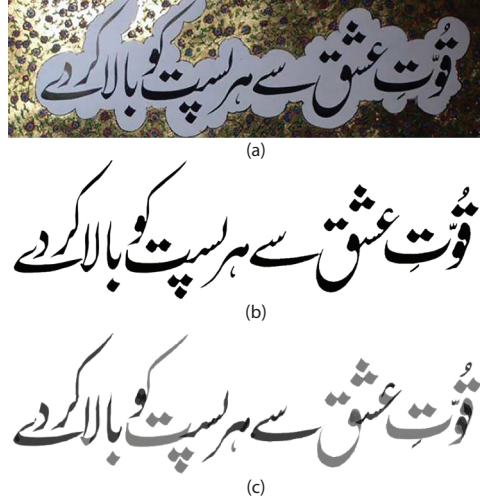 قُوّتِ عشق سے ہر پست کو بالا کر دے
(a)
قُوّتِ عشق سے ہر پست کو بالا کر دے
(b)
قُوّتِ عشق سے ہر پست کو بالا کر دے
(c)